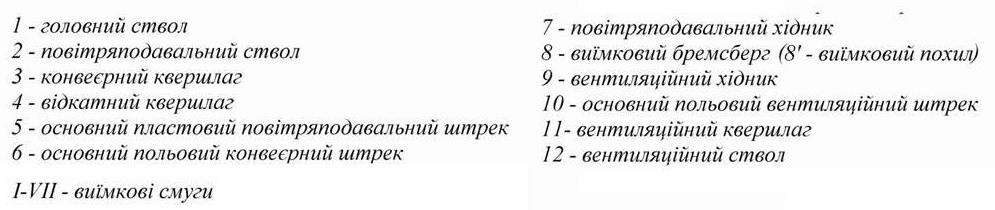 1 - головний ствол
2 - повітряподавальний ствол
3 - конвеєрний квершлаг
4 - відкатний квершлаг
5 - основний пластовий повітряподавальний штрек
6 - основний польовий конвеєрний штрек
I-VII - виїмкові смуги
7 - повітряподавальний хідник
8 - виїмковий бремсберг (8' - виїмковий похил)
9 - вентиляційний хідник
10 - основний польовий вентиляційний штрек
11- вентиляційний квершлаг
12 - вентиляційний ствол